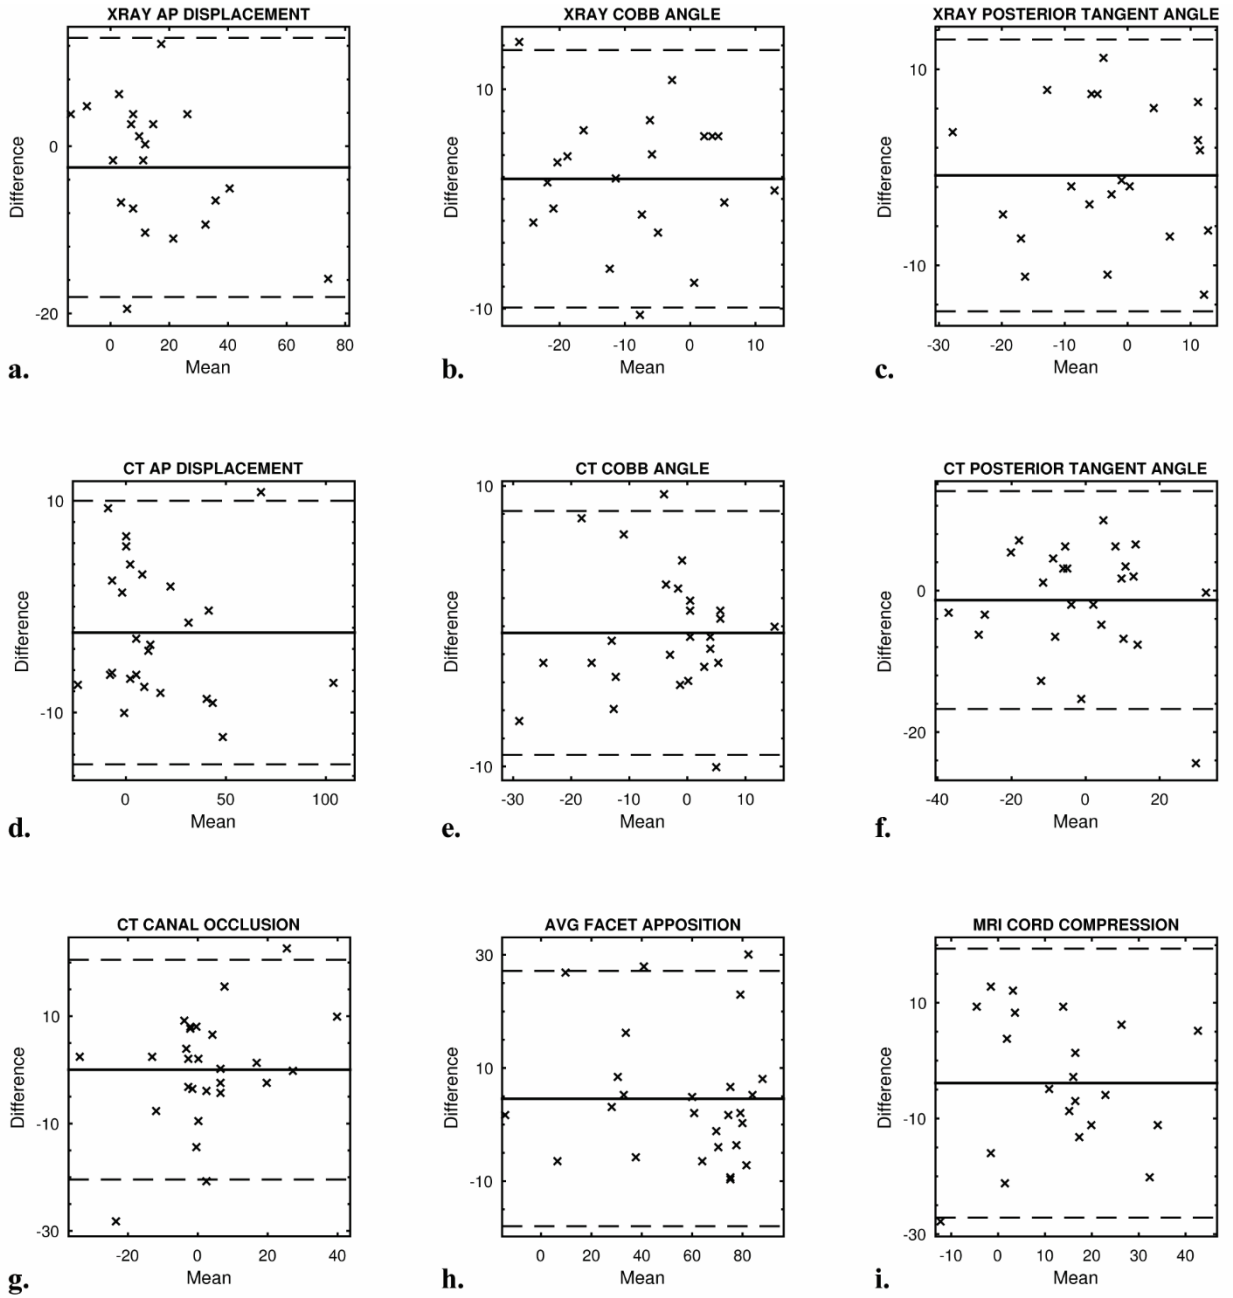 XRAY AP DISPLACEMENT
Difference
0
-20
0 20 40 60 80
Mean
a.
XRAY COBB ANGLE
Difference
10
-10
-20 -10 0 10
Mean
b.
XRAY POSTERIOR TANGENT ANGLE
Difference
10
-10
-30 -20 -10 0 10
Mean
c.
CT AP DISPLACEMENT
Difference
10
-10
0 50 100
Mean
d.
CT COBB ANGLE
Difference
10
0
-10
-30 -20 -10 0 10
Mean
e.
CT POSTERIOR TANGENT ANGLE
Difference
0
-20
-40 -20 0 20
Mean
f.
CT CANAL OCCLUSION
Difference
10
-10
-30
-20 0 20 40
Mean
g.
AVG FACET APPOSITION
Difference
30
10
-10
0 20 40 60 80
Mean
h.
MRI CORD COMPRESSION
Difference
10
-10
-30
-10 0 10 20 30 40
Mean
i.